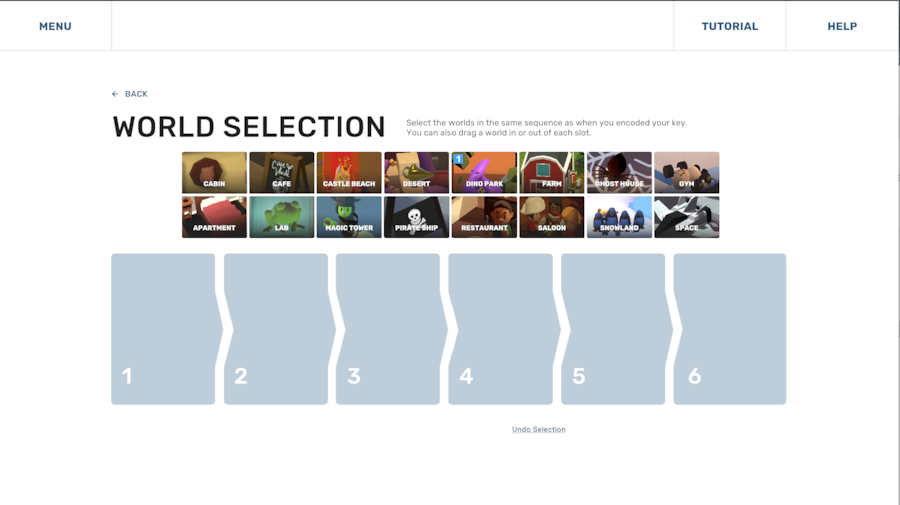 MENU
TUTORIAL
HELP
← BACK
WORLD SELECTION
Select the worlds in the same sequence as when you encoded your key.
You can also drag a world in or out of each slot.
CABIN
CAFE
CASTLE BEACH
DESERT
1
DINO PARK
FARM
GHOST HOUSE
GYM
APARTMENT
LAB
MAGIC TOWER
PIRATE SHIP
RESTAURANT
SALOON
SNOWLAND
SPACE
1
2
3
4
5
6
Undo Selection